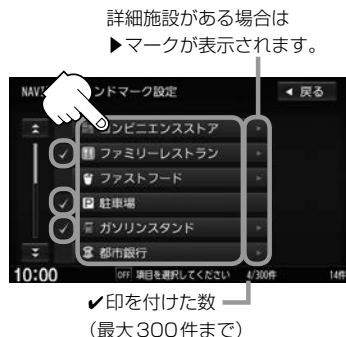 詳細施設がある場合は
▶マークが表示されます。
NAVI ンドマーク設定 ◀ 戻る
コンビニエンスストア
ファミリーレストラン
ファストフード
P 駐車場
ガソリンスタンド
都市銀行
10:00 OFF 項目を選択してください 4/300件 14件
✔印を付けた数
(最大300件まで)